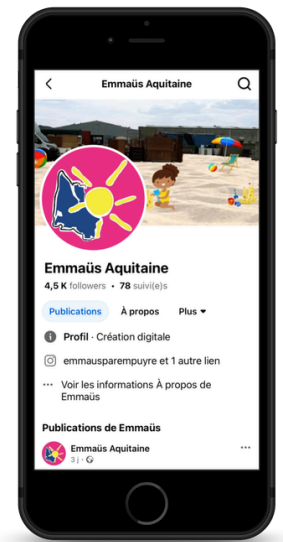 Emmaüs Aquitaine
Emmaüs Aquitaine
4,5 K followers • 78 suivi(e)s
Publications À propos Plus
Profil · Création digitale
emmausparempuyre et 1 autre lien
Voir les informations À propos de
Emmaüs
Publications de Emmaüs
Emmaüs Aquitaine
3 j ·